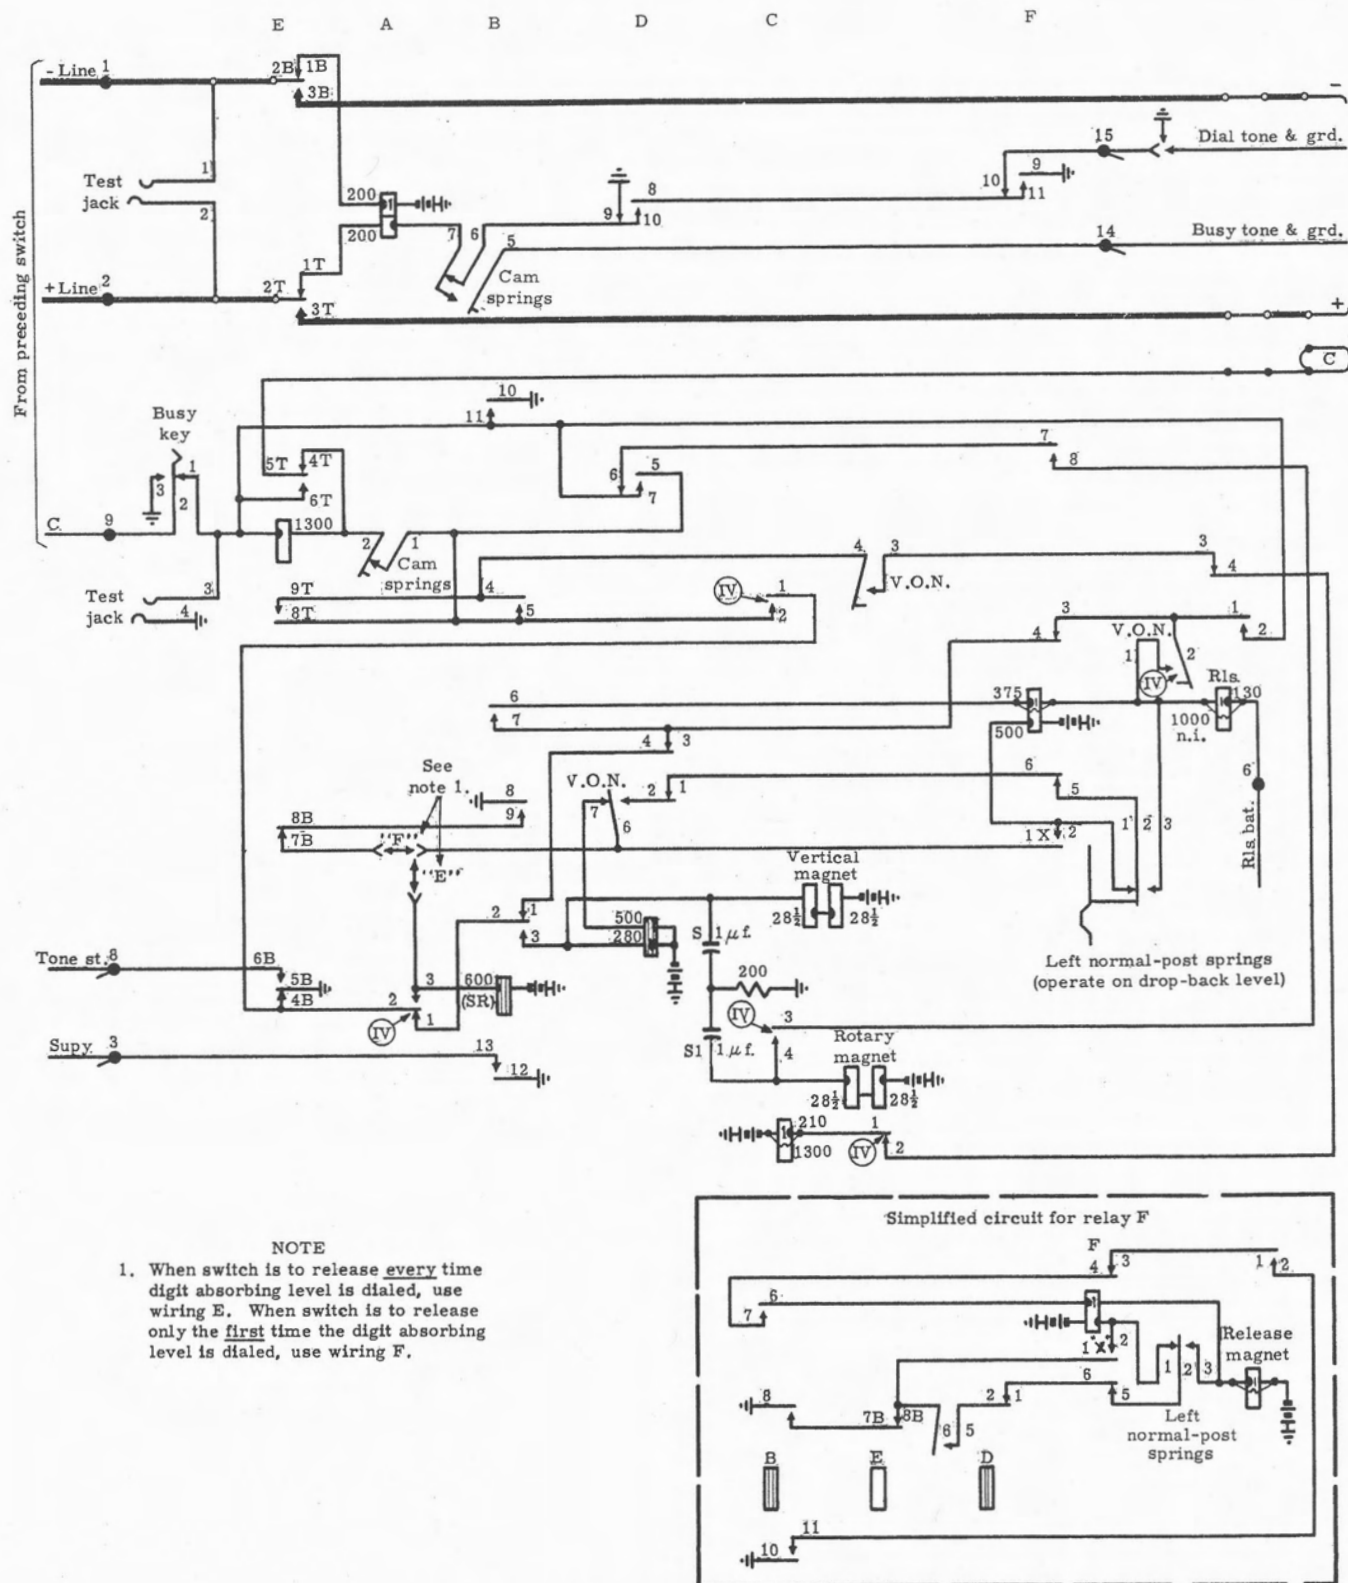 E A B D C F
- Line 1
2B 1B
3B
-
15
Dial tone & grd.
9
10
11
Test
jack
1
2
200
200
8
9 10
7 6 5
14
Busy tone & grd.
Cam
springs
1T
+ Line 2
2T
3T
+
From preceding switch
C
10
11
Busy
key
1
3
2
5T 4T
6T
7
8
5
6
7
C. 9
1300
2 1
Cam
springs
4 3
V.O.N.
3
4
Test
jack
3
4
9T
8T
4
5
IV
1
2
3
4
V.O.N.
1 2
IV
1
2
6
7
375
500
Rls.
130
1000
n.i.
4 3
6
Rls. bat.
See
note 1.
V.O.N.
7
6
2 1
6
5
8
9
8B
7B
"F"
"E"
1X 2
1 2 3
Vertical
magnet
28½ 28½
2 1
3
500
280
S 1 μf.
Left normal-post springs
(operate on drop-back level)
Tone st. 8
6B
5B
4B
3
2
1
IV
600
(SR)
200
IV
3
4
S1 1 μf.
Rotary
magnet
28½ 28½
Supy 3
13
12
210
1300
1
IV
2
Simplified circuit for relay F
F
4 3
1 2
6
7
1 "X" 2
Release
magnet
1 2 3
6
5
8
7B 8B
6 5
2 1
Left
normal-post
springs
B E D
11
10
NOTE
1. When switch is to release every time
digit absorbing level is dialed, use
wiring E. When switch is to release
only the first time the digit absorbing
level is dialed, use wiring F.